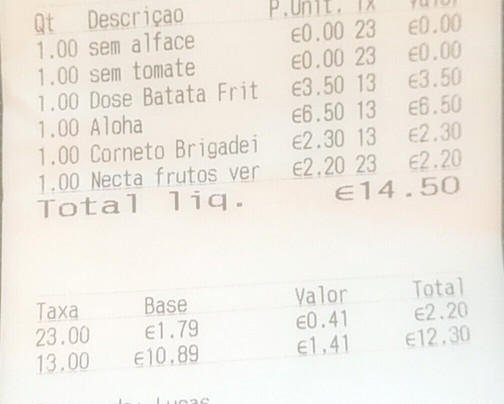 Qt Descriçao P.Unit. Tx Valor
1.00 sem alface €0.00 23 €0.00
1.00 sem tomate €0.00 23 €0.00
1.00 Dose Batata Frit €3.50 13 €3.50
1.00 Aloha €6.50 13 €6.50
1.00 Corneto Brigadei €2.30 13 €2.30
1.00 Necta frutos ver €2.20 23 €2.20
Total liq. €14.50
Taxa Base Valor Total
23.00 €1.79 €0.41 €2.20
13.00 €10.89 €1.41 €12.30
Lucas